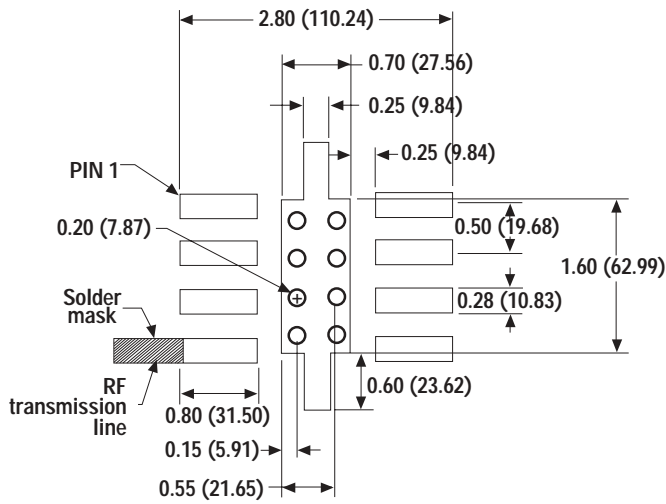 2.80 (110.24)
0.70 (27.56)
0.25 (9.84)
0.25 (9.84)
PIN 1
0.20 (7.87)
0.50 (19.68)
1.60 (62.99)
0.28 (10.83)
Solder
mask
RF
transmission
line
0.60 (23.62)
0.80 (31.50)
0.15 (5.91)
0.55 (21.65)